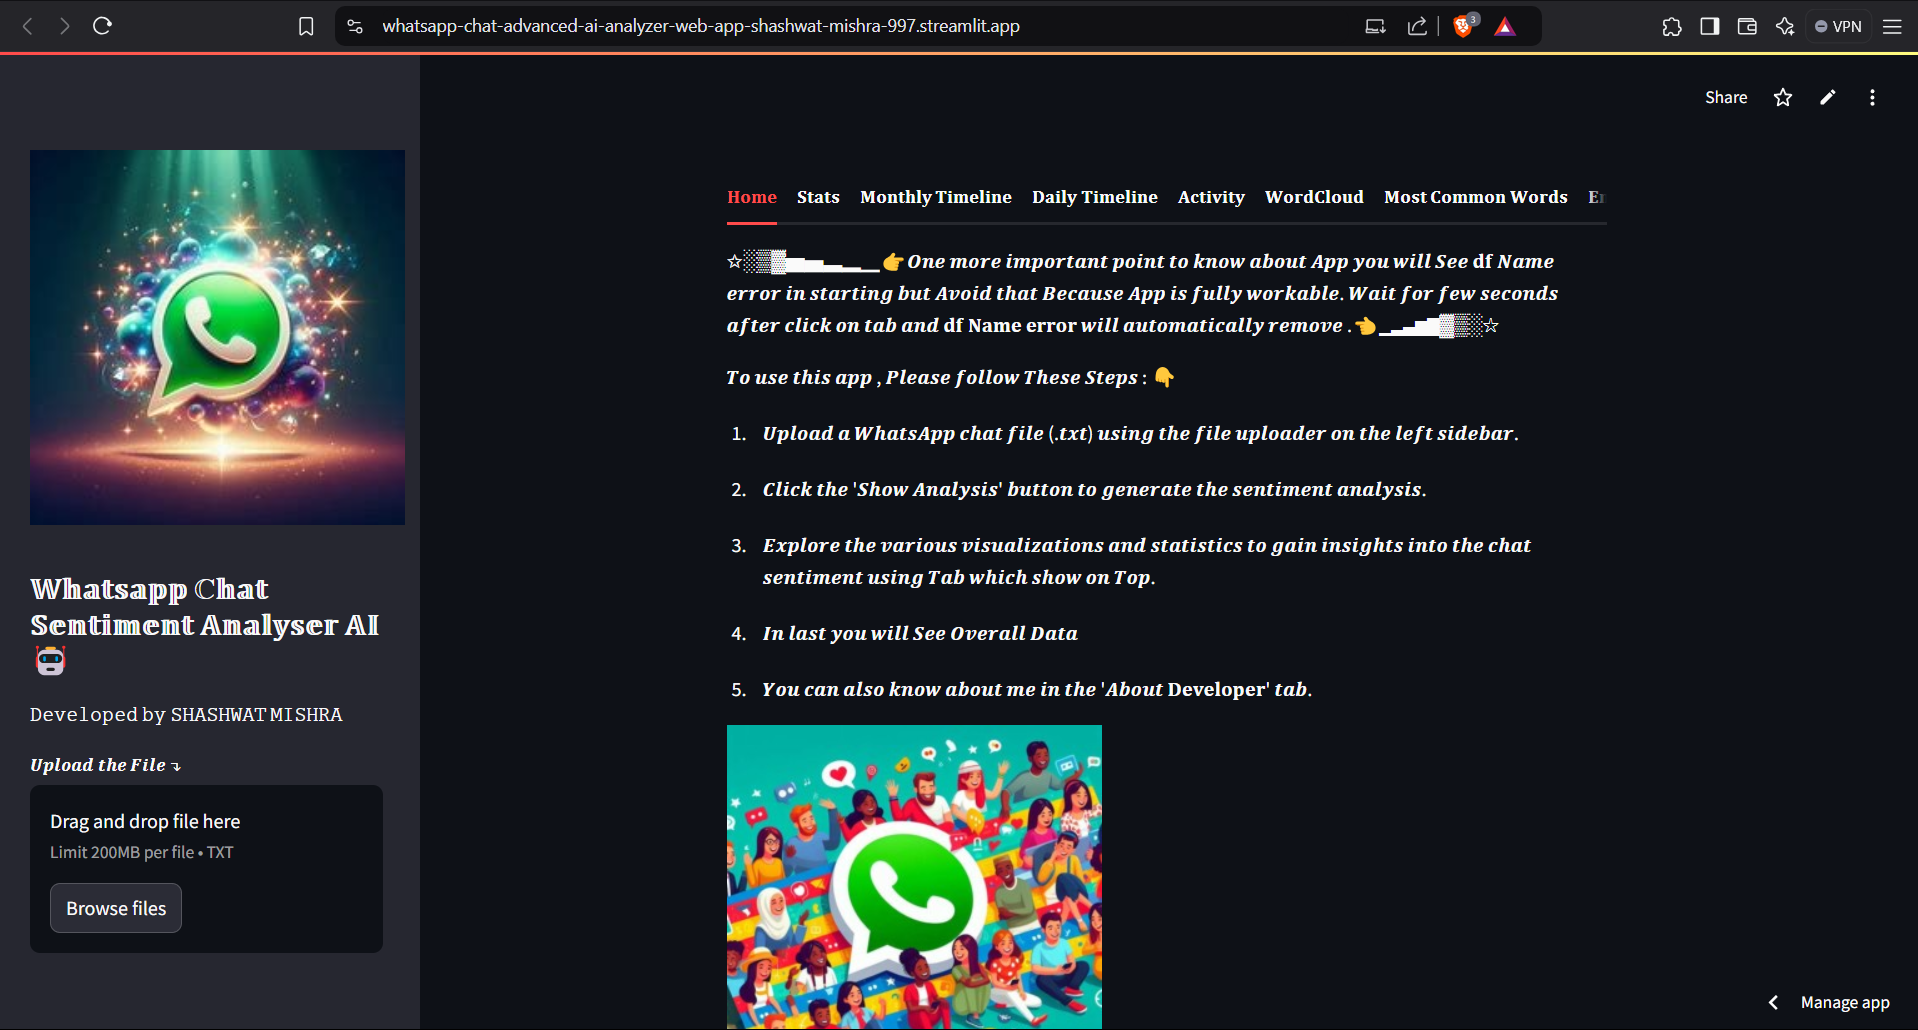 whatsapp-chat-advanced-ai-analyzer-web-app-shashwat-mishra-997.streamlit.app
3
VPN
Share
Home Stats Monthly Timeline Daily Timeline Activity WordCloud Most Common Words
☆░▒▓▅▃▂▁▁👉One more important point to know about App you will See df Name
error in starting but Avoid that Because App is fully workable. Wait for few seconds
after click on tab and df Name error will automatically remove .👈▁▂▃▅▆▓▒░☆
To use this app , Please follow These Steps : 👇
1. Upload a WhatsApp chat file (.txt) using the file uploader on the left sidebar.
2. Click the 'Show Analysis' button to generate the sentiment analysis.
3. Explore the various visualizations and statistics to gain insights into the chat
sentiment using Tab which show on Top.
4. In last you will See Overall Data
5. You can also know about me in the 'About Developer' tab.
Whatsapp Chat
Sentiment Analyser AI
🤖
Developed by SHASHWAT MISHRA
Upload the File ⤵
Drag and drop file here
Limit 200MB per file • TXT
Browse files
Manage app